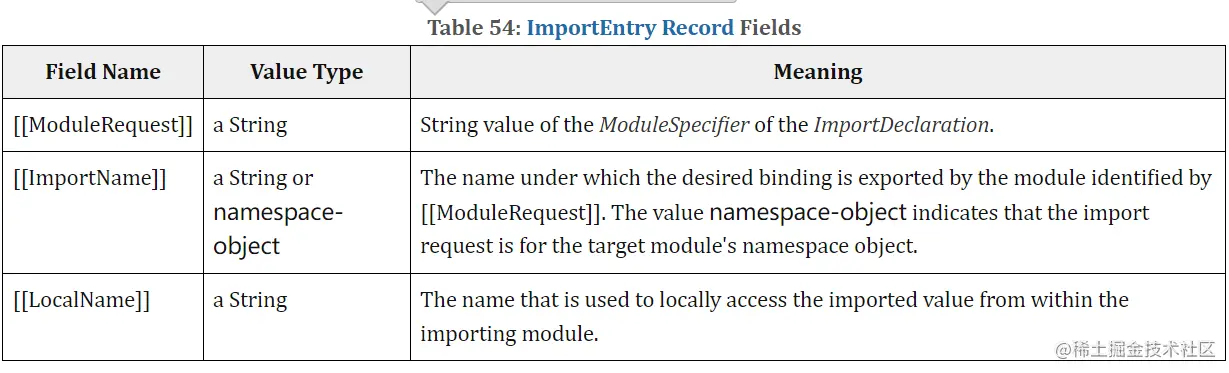 Table 54: ImportEntry Record Fields
Field Name Value Type Meaning
[[ModuleRequest]] a String String value of the ModuleSpecifier of the ImportDeclaration.
[[ImportName]] a String or The name under which the desired binding is exported by the module identified by
namespace- [[ModuleRequest]]. The value namespace-object indicates that the import
object request is for the target module's namespace object.
[[LocalName]] a String The name that is used to locally access the imported value from within the
importing module.
@稀土掘金技术社区